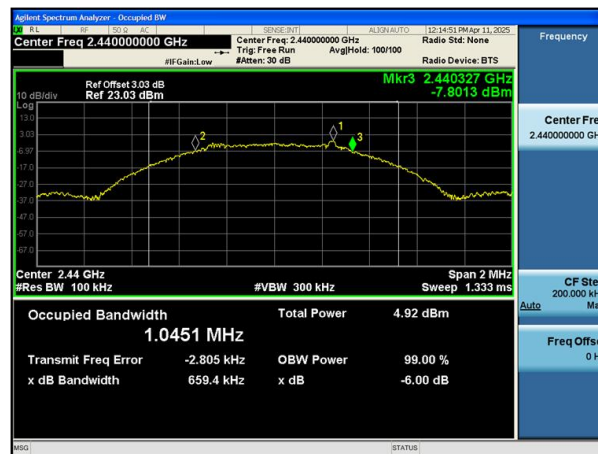 Agilent Spectrum Analyzer - Occupied BW
RL RF 50 Ω AC SENSE:INT ALIGN AUTO 12:14:51 PM Apr 11, 2025
Center Freq 2.440000000 GHz Center Freq: 2.440000000 GHz Radio Std: None
Trig: Free Run Avg|Hold: 100/100
#IFGain:Low #Atten: 30 dB Radio Device: BTS
Frequency
Ref Offset 3.03 dB Mkr3 2.440327 GHz
10 dB/div Ref 23.03 dBm -7.8013 dBm
Log
13.0
3.03
-6.97
-17.0
-27.0
-37.0
-47.0
-57.0
-67.0
2
1
3
Center 2.44 GHz Span 2 MHz
#Res BW 100 kHz #VBW 300 kHz Sweep 1.333 ms
Occupied Bandwidth Total Power 4.92 dBm
1.0451 MHz
Transmit Freq Error -2.805 kHz OBW Power 99.00 %
x dB Bandwidth 659.4 kHz x dB -6.00 dB
Center Fre
2.440000000 GH
CF Ste
200.000 kH
Auto Ma
Freq Offs
0 H
MSG STATUS